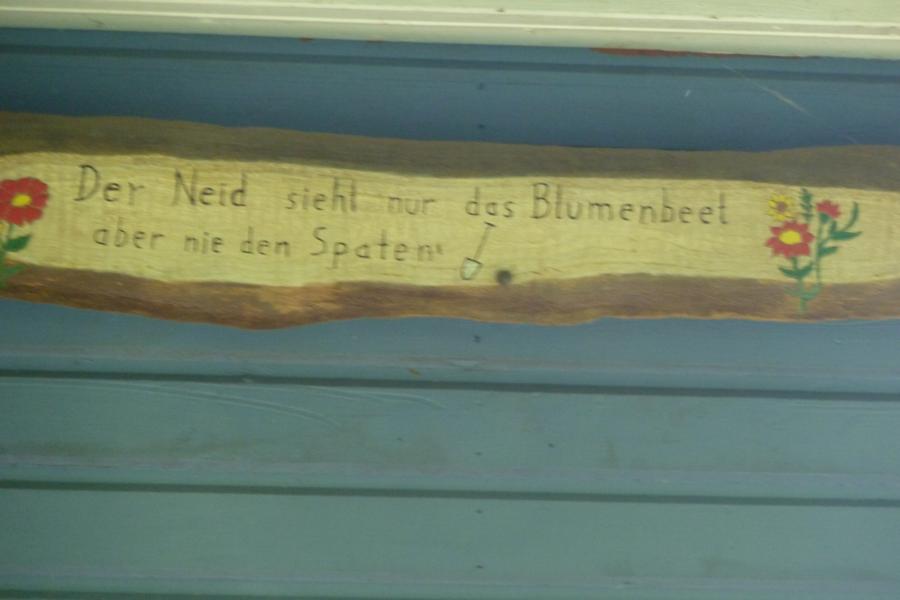 Der Neid sieht nur das Blumenbeet
aber nie den Spaten